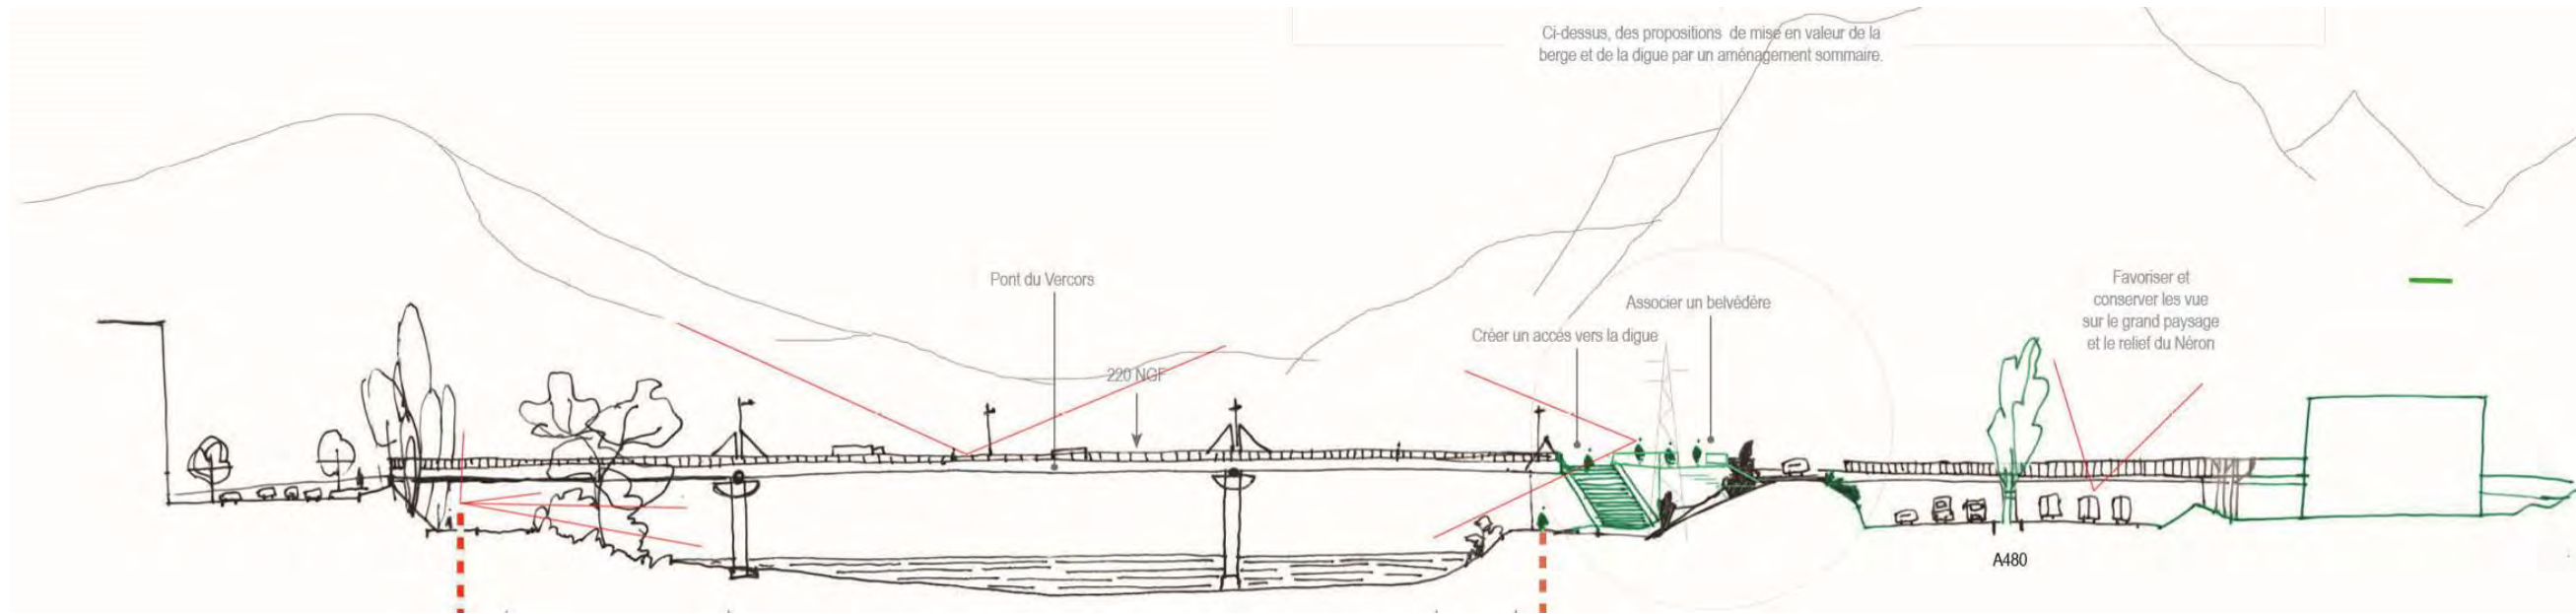 Ci-dessus, des propositions de mise en valeur de la
berge et de la digue par un aménagement sommaire.
Pont du Vercors
220 NGF
Créer un accés vers la digue
Associer un belvédère
Favoriser et
conserver les vue
sur le grand paysage
et le relief du Néron
A480